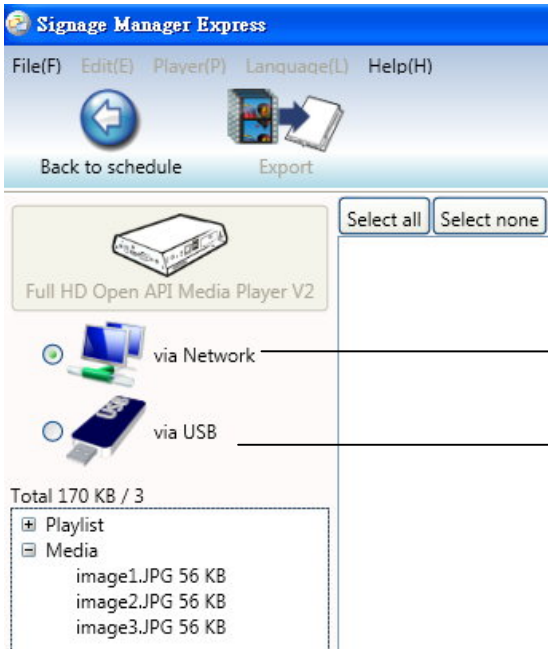 Signage Manager Express
File(F) Edit(E) Player(P) Language(L) Help(H)
Back to schedule Export
Select all Select none
Full HD Open API Media Player V2
via Network
USB
via USB
Total 170 KB / 3
Playlist
Media
image1.JPG 56 KB
image2.JPG 56 KB
image3.JPG 56 KB